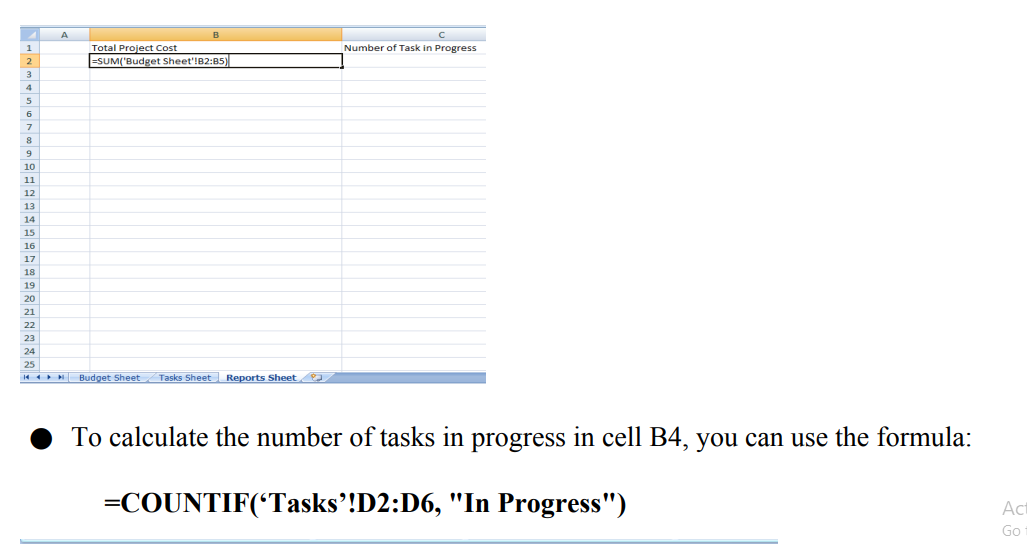 A B C
1 Total Project Cost Number of Task in Progress
2 =SUM('Budget Sheet'!B2:B5)
3
4
5
6
7
8
9
10
11
12
13
14
15
16
17
18
19
20
21
22
23
24
25
Budget Sheet Tasks Sheet Reports Sheet
● To calculate the number of tasks in progress in cell B4, you can use the formula:
=COUNTIF(‘Tasks’!D2:D6, "In Progress")
Act
Go